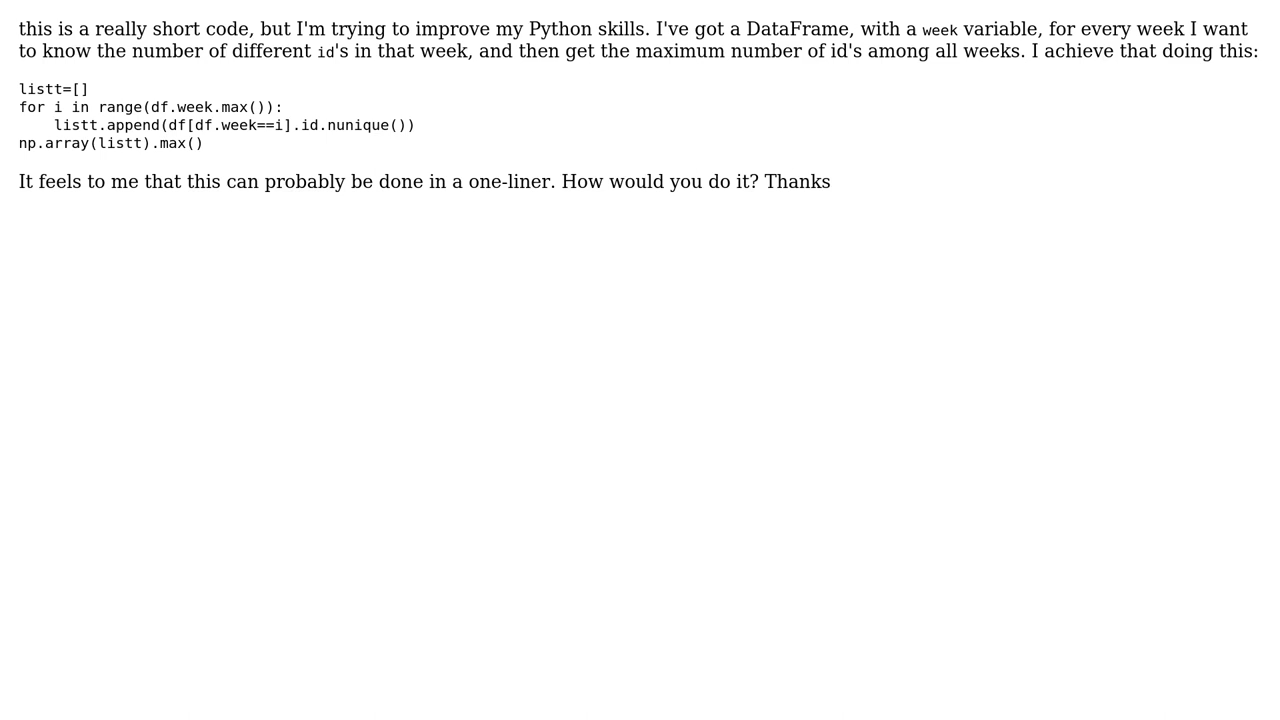 this is a really short code, but I'm trying to improve my Python skills. I've got a DataFrame, with a week variable, for every week I want
to know the number of different id's in that week, and then get the maximum number of id's among all weeks. I achieve that doing this:
listt=[]
for i in range(df.week.max()):
    listt.append(df[df.week==i].id.nunique())
np.array(listt).max()
It feels to me that this can probably be done in a one-liner. How would you do it? Thanks